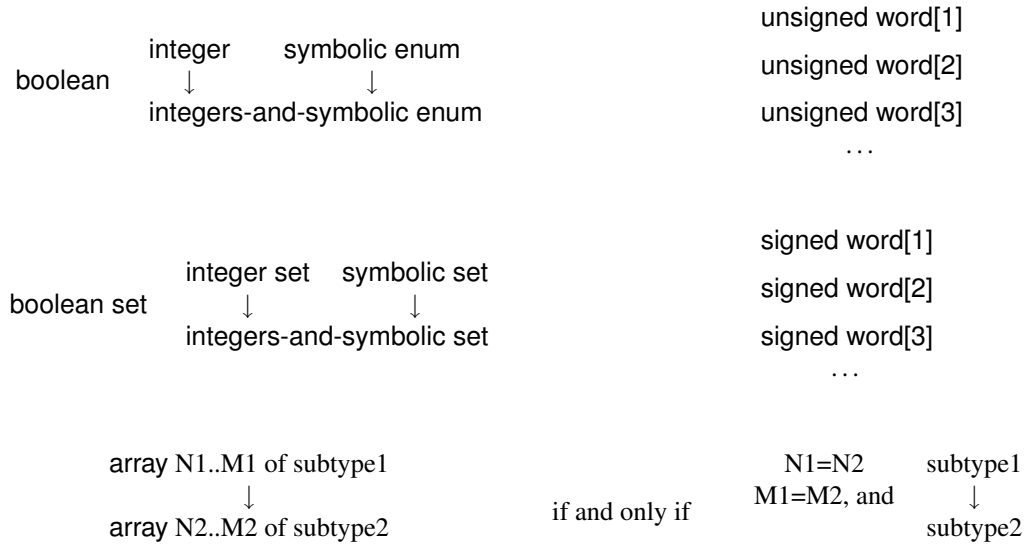 unsigned word[1]
integer symbolic enum
boolean ↓ ↓ unsigned word[2]
integers-and-symbolic enum unsigned word[3]
. . .
signed word[1]
integer set symbolic set
boolean set ↓ ↓ signed word[2]
integers-and-symbolic set signed word[3]
. . .
array N1..M1 of subtype1 N1=N2 subtype1
↓ if and only if M1=M2, and ↓
array N2..M2 of subtype2 subtype2